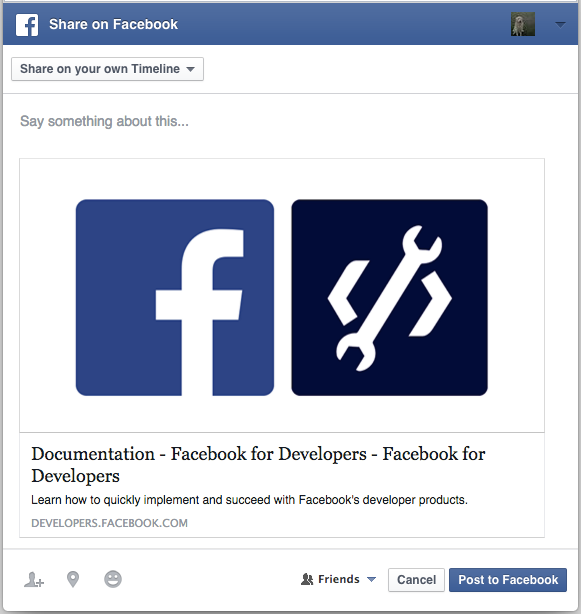 Share on Facebook
Share on your own Timeline
Say something about this...
Documentation - Facebook for Developers - Facebook for
Developers
Learn how to quickly implement and succeed with Facebook's developer products.
DEVELOPERS.FACEBOOK.COM
Friends
Cancel
Post to Facebook